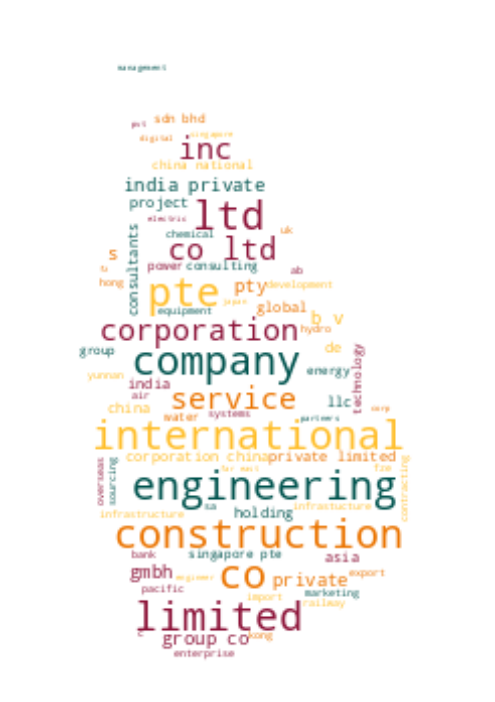 management
pvt sdn bhd
digital singapore
inc
china national
india private
project
electric
ltd
chemical
uk
consultants
co ltd
s
power consulting
ab
hong
pte
pty development
japan
equipment
global
b v
corporation
hydro
group
company
de
yunnan
energy
technology
india
air
service
llc
china
water systems
partners
corp
international
corporation china private limited
overseas
sourcing
far east
fze
engineering
contracting
sa
infrastructure
holding
infrastucture
construction
bank
singapore pte
asia
gmbh
engineer
co
private
export
pacific
import
marketing
limited
railway
group co
kong
enterprise